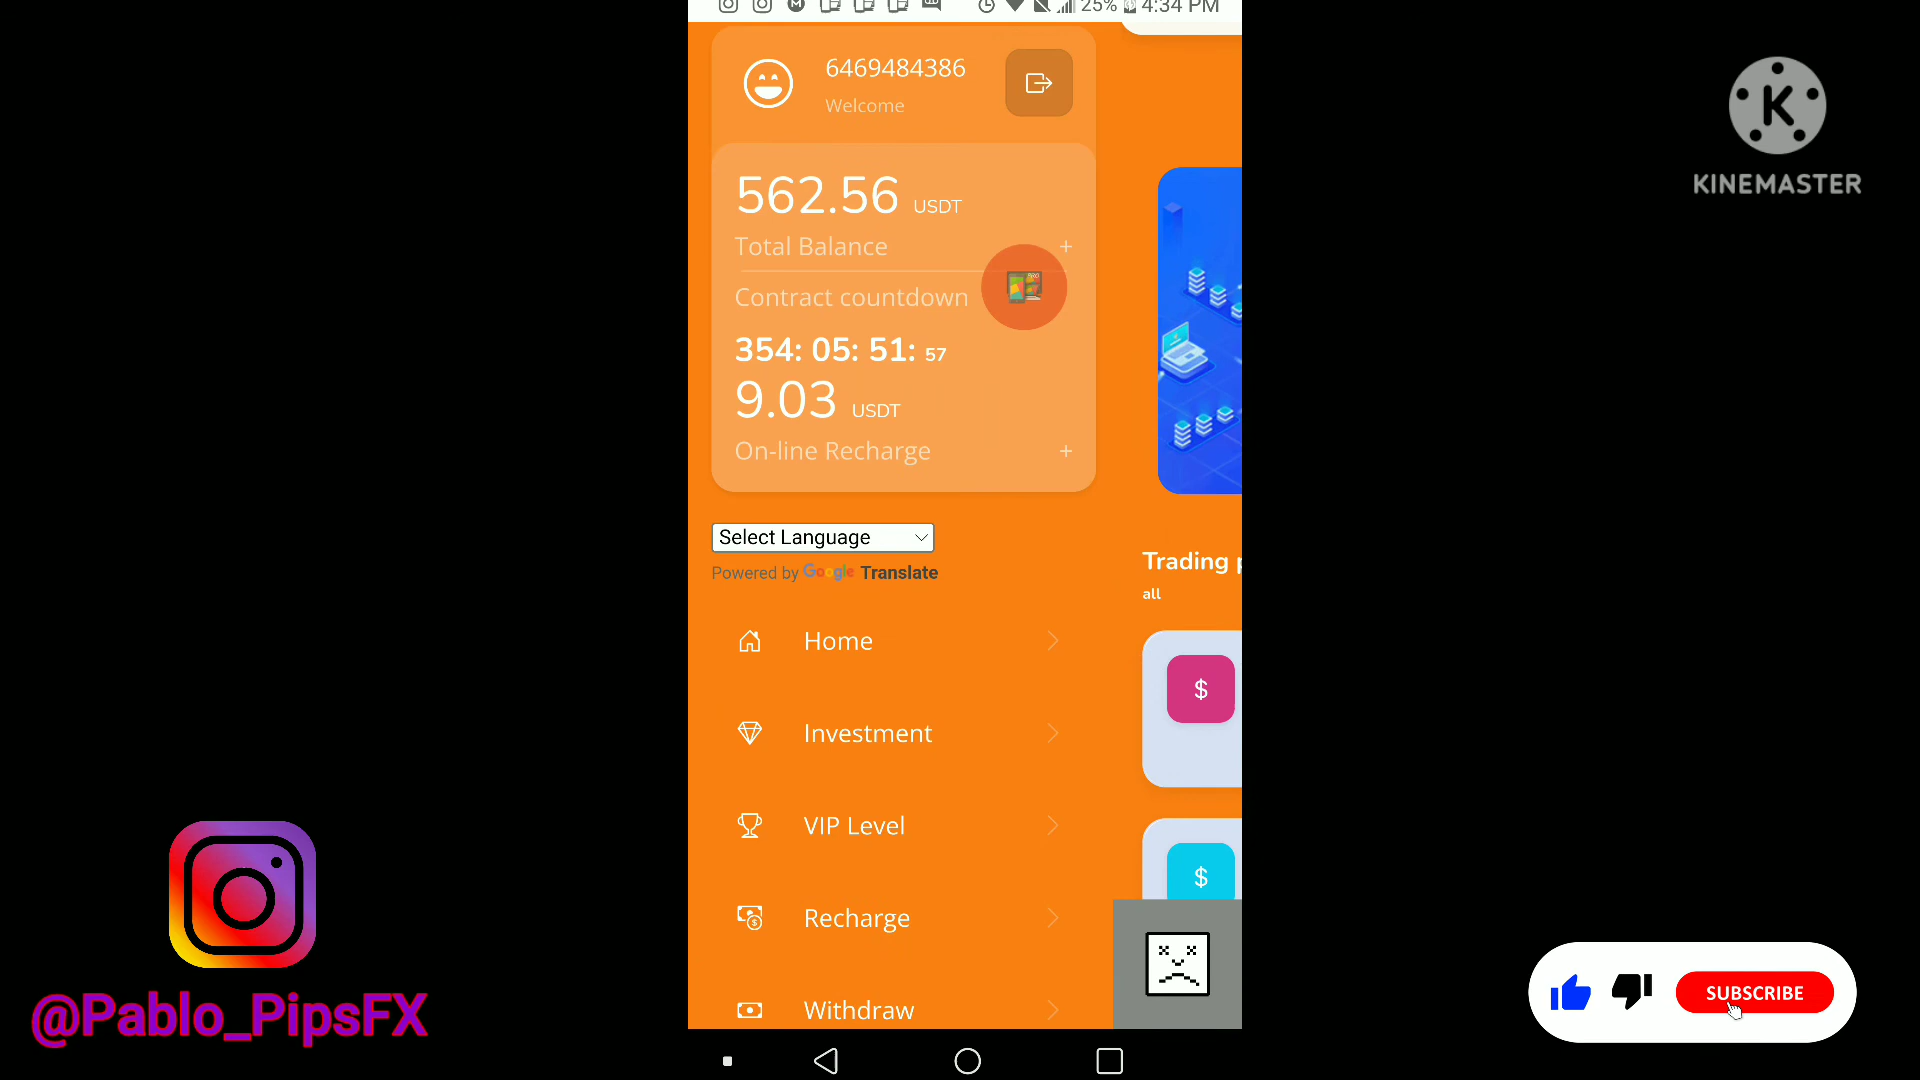 25% 4:34 PM
6469484386
Welcome
562.56 USDT
Total Balance +
Contract countdown
354: 05: 51: 57
9.03 USDT
On-line Recharge +
Select Language
Powered by Google Translate
Home
Investment
VIP Level
Recharge
Withdraw
Trading
all
$
$
K
KINEMASTER
@Pablo_PipsFX
SUBSCRIBE